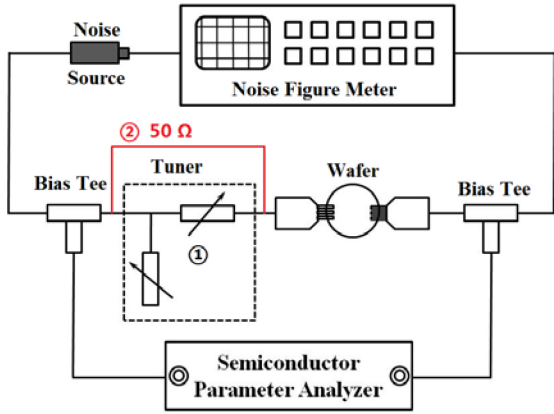 Noise
Source
Noise Figure Meter
② 50 Ω
Tuner
Wafer
Bias Tee
Bias Tee
①
Semiconductor
Parameter Analyzer